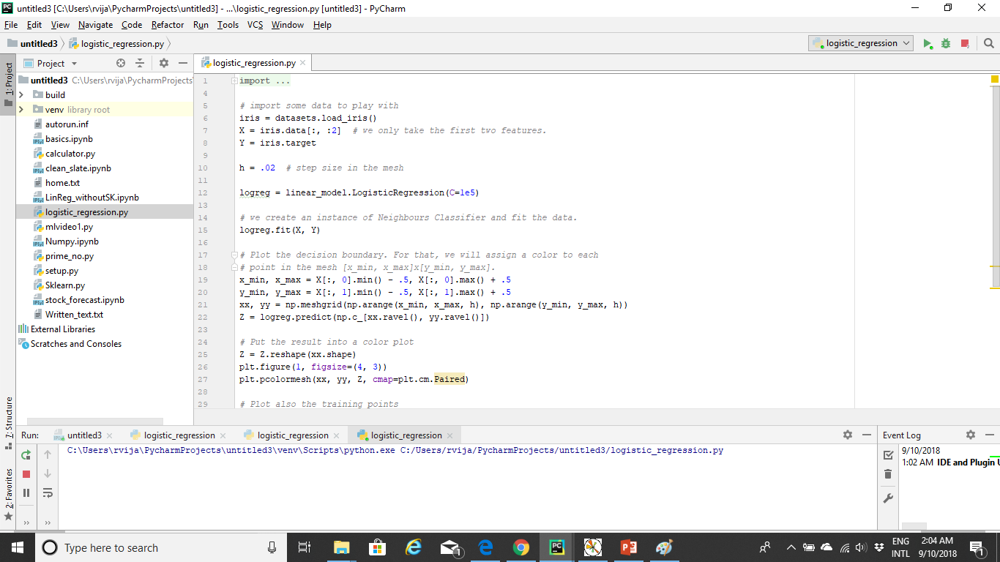 untitled3 [C:\Users\rvija\PycharmProjects\untitled3] - ...\logistic_regression.py [untitled3] - PyCharm
File Edit View Navigate Code Refactor Run Tools VCS Window Help
untitled3 logistic_regression.py logistic_regression
Project logistic_regression.py
1: Project
untitled3 C:\Users\rvija\PycharmProjects
build
venv library root
autorun.inf
basics.ipynb
calculator.py
clean_slate.ipynb
home.txt
LinReg_withoutSK.ipynb
logistic_regression.py
mlvideo1.py
Numpy.ipynb
prime_no.py
setup.py
Sklearn.py
stock_forecast.ipynb
Written_text.txt
External Libraries
Scratches and Consoles
1 import ...
4
5 # import some data to play with
6 iris = datasets.load_iris()
7 X = iris.data[:, :2]  # we only take the first two features.
8 Y = iris.target
9
10 h = .02  # step size in the mesh
11
12 logreg = linear_model.LogisticRegression(C=1e5)
13
14 # we create an instance of Neighbours Classifier and fit the data.
15 logreg.fit(X, Y)
16
17 # Plot the decision boundary. For that, we will assign a color to each
18 # point in the mesh [x_min, x_max]x[y_min, y_max].
19 x_min, x_max = X[:, 0].min() - .5, X[:, 0].max() + .5
20 y_min, y_max = X[:, 1].min() - .5, X[:, 1].max() + .5
21 xx, yy = np.meshgrid(np.arange(x_min, x_max, h), np.arange(y_min, y_max, h))
22 Z = logreg.predict(np.c_[xx.ravel(), yy.ravel()])
23
24 # Put the result into a color plot
25 Z = Z.reshape(xx.shape)
26 plt.figure(1, figsize=(4, 3))
27 plt.pcolormesh(xx, yy, Z, cmap=plt.cm.Paired)
28
29 # Plot also the training points
7: Structure
2: Favorites
Run: untitled3 logistic_regression logistic_regression logistic_regression
C:\Users\rvija\PycharmProjects\untitled3\venv\Scripts\python.exe C:/Users/rvija/PycharmProjects/untitled3/logistic_regression.py
Event Log
9/10/2018
1:02 AM IDE and Plugin U
Type here to search
1
ENG
INTL
2:04 AM
9/10/2018
1